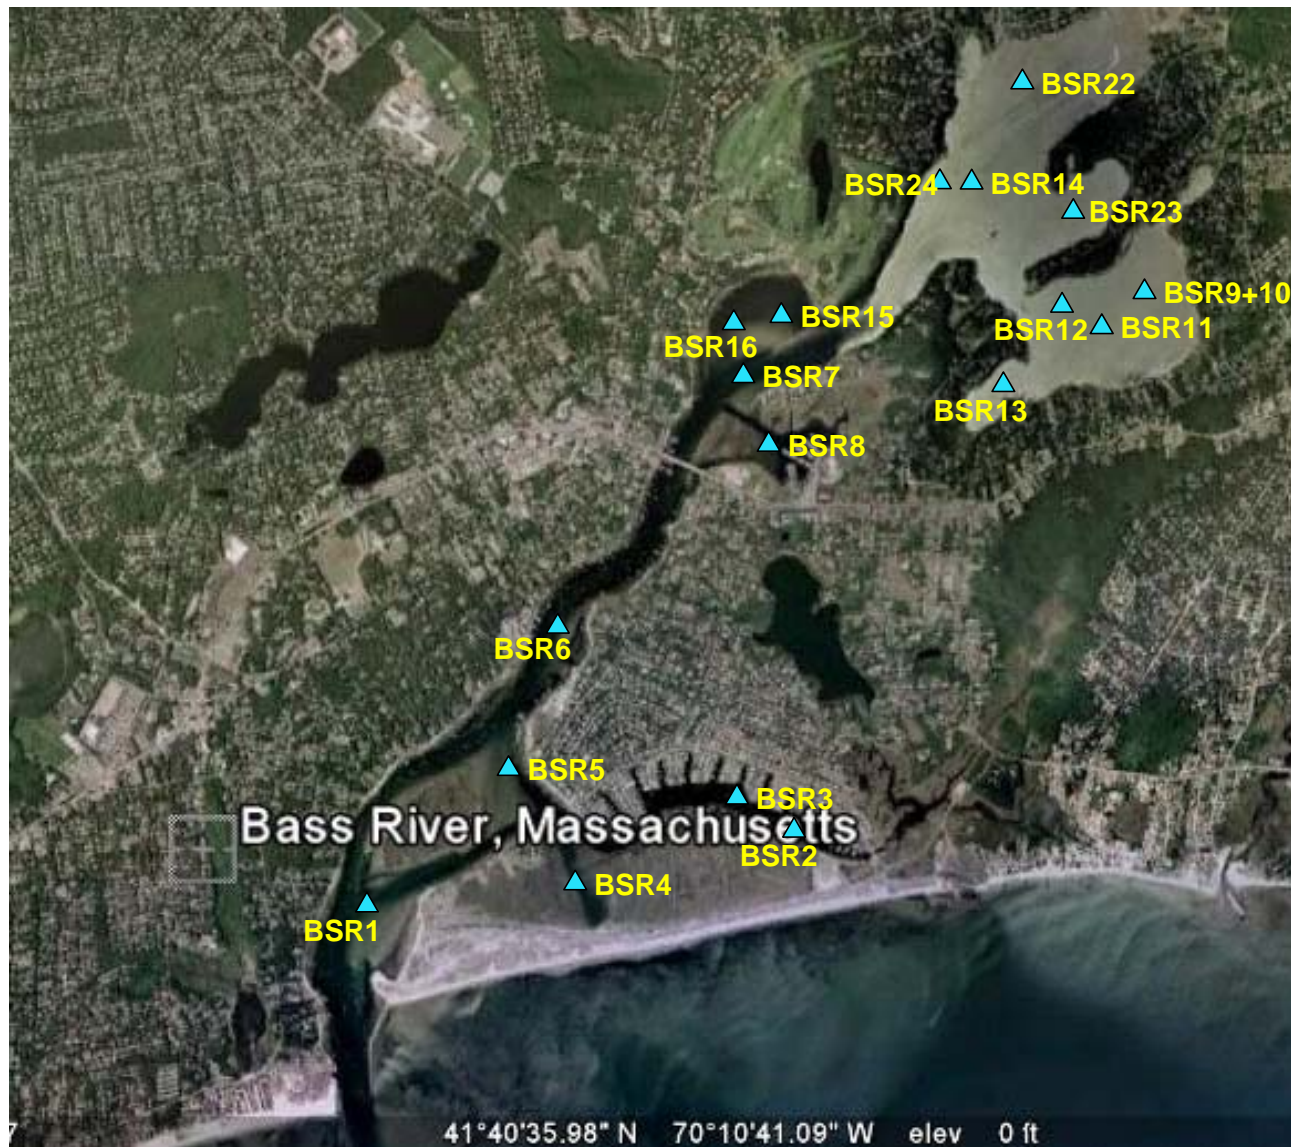 BSR22
BSR24
BSR14
BSR23
BSR9+10
BSR12
BSR11
BSR15
BSR16
BSR7
BSR13
BSR8
BSR6
BSR5
BSR3
Bass River, Massachusetts
BSR2
BSR4
BSR1
7 41°40'35.98" N 70°10'41.09" W elev 0 ft